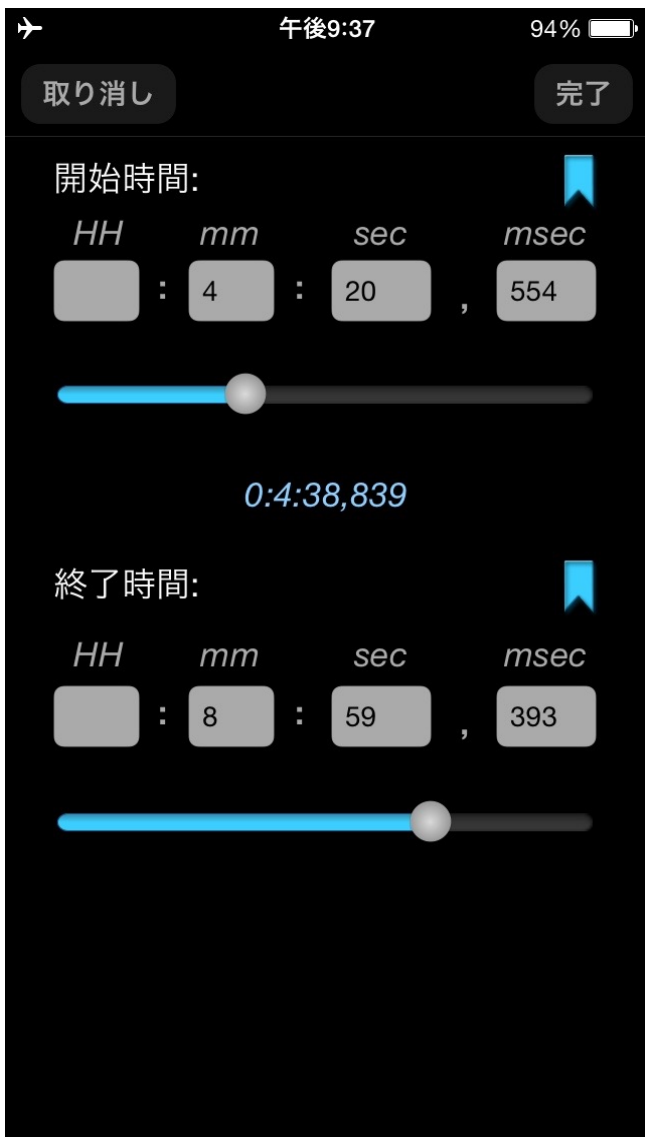 午後9:37 94%
取り消し 完了
開始時間:
HH mm sec msec
: 4 : 20 , 554
0:4:38,839
終了時間:
HH mm sec msec
: 8 : 59 , 393